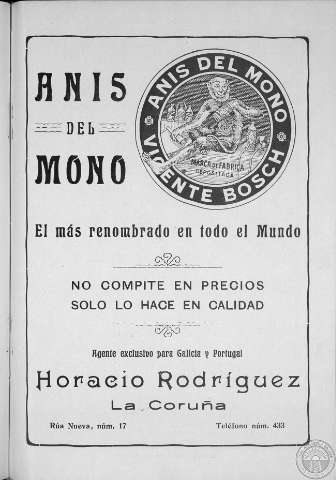 ANIS
DEL
MONO
ANIS DEL MONO
VICENTE BOSCH
MARCA DE FABRICA
DEPOSITADA
El más renombrado en todo el Mundo
NO COMPITE EN PRECIOS
SOLO LO HACE EN CALIDAD
Agente exclusivo para Galicia y Portugal
Horacio Rodríguez
La Coruña
Rúa Nueva, núm. 17 Teléfono núm. 433